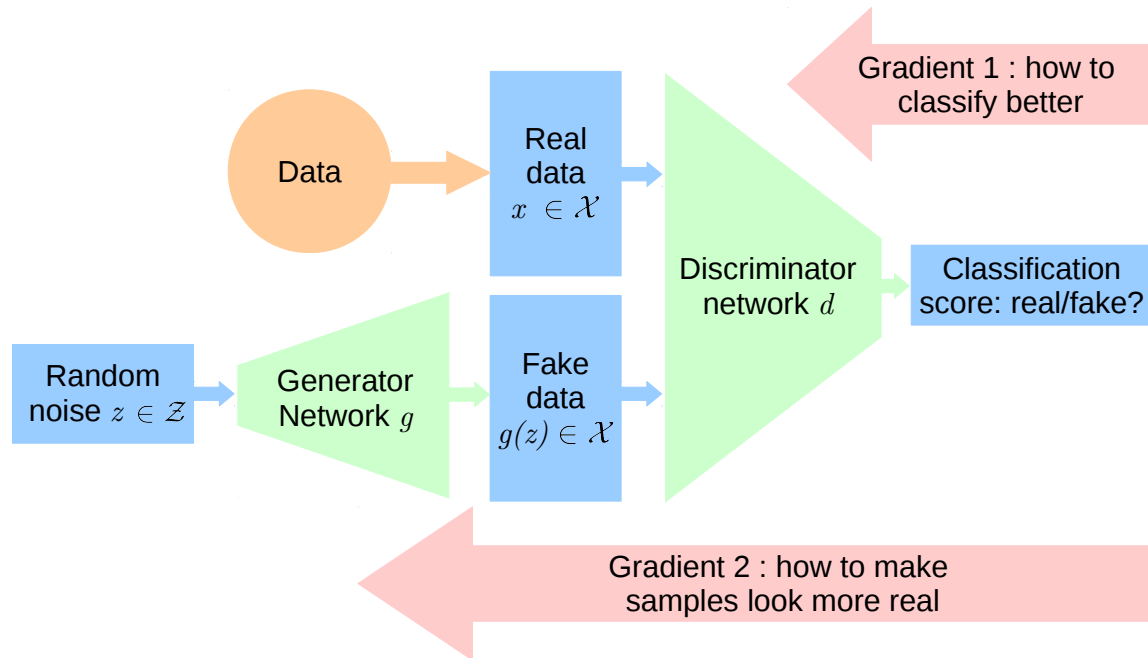 Gradient 1 : how to
classify better
Data
Real
data
x ∈ 𝒳
Discriminator
network d
Classification
score: real/fake?
Random
noise z ∈ 𝒵
Generator
Network g
Fake
data
g(z) ∈ 𝒳
Gradient 2 : how to make
samples look more real